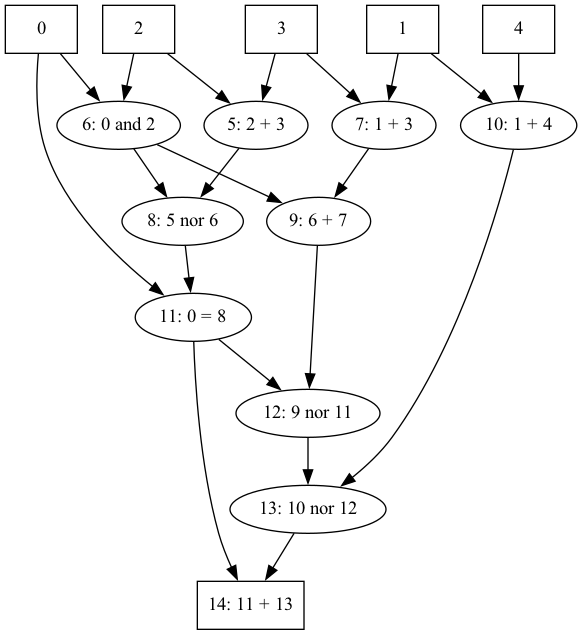 0
2
3
1
4
6: 0 and 2
5: 2 + 3
7: 1 + 3
10: 1 + 4
8: 5 nor 6
9: 6 + 7
11: 0 = 8
12: 9 nor 11
13: 10 nor 12
14: 11 + 13